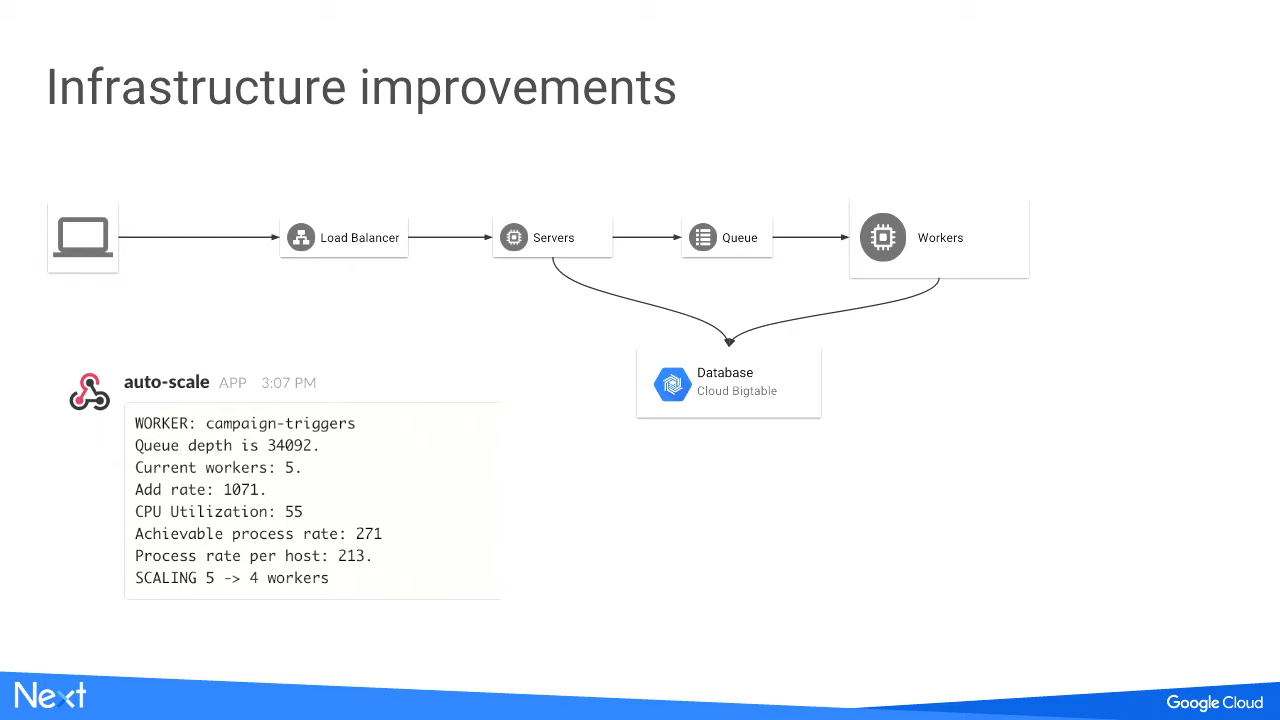 Infrastructure improvements
Load Balancer
Servers
Queue
Workers
Database
Cloud Bigtable
auto-scale APP 3:07 PM
WORKER: campaign-triggers
Queue depth is 34092.
Current workers: 5.
Add rate: 1071.
CPU Utilization: 55
Achievable process rate: 271
Process rate per host: 213.
SCALING 5 -> 4 workers
Next
Google Cloud